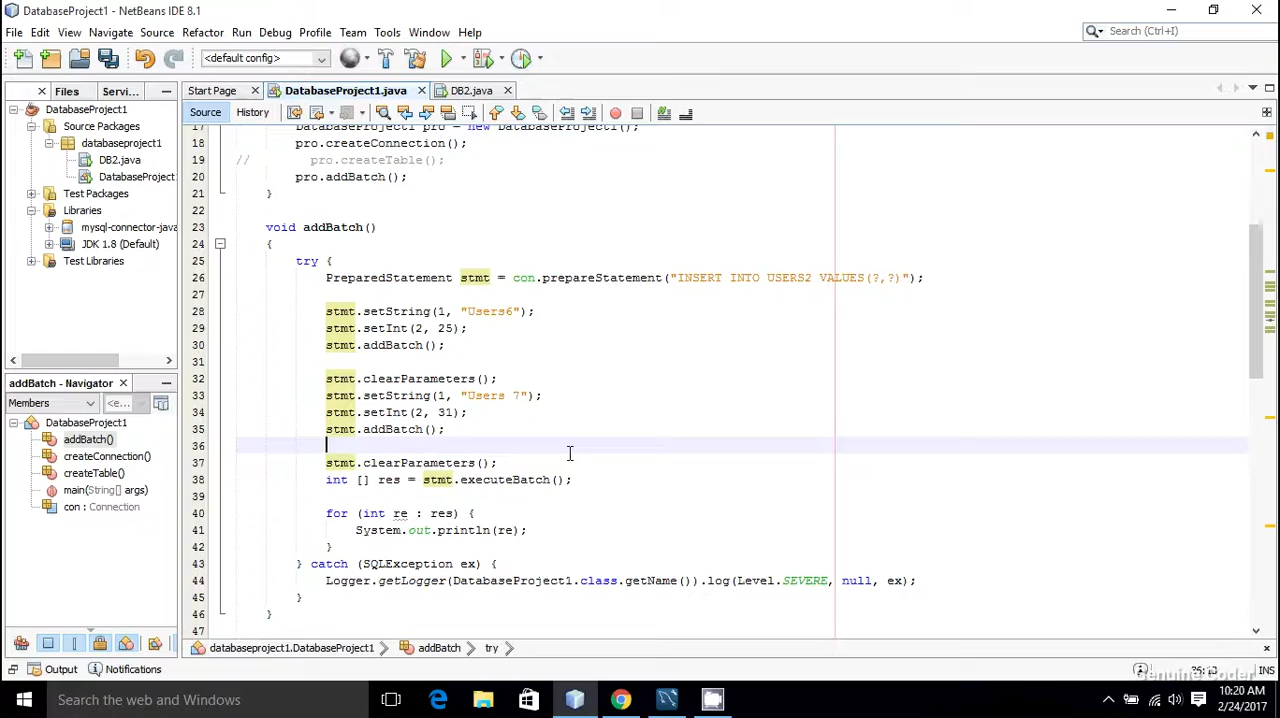 DatabaseProject1 - NetBeans IDE 8.1
File Edit View Navigate Source Refactor Run Debug Profile Team Tools Window Help
Search (Ctrl+I)
<default config>
Files Servi...
Start Page DatabaseProject1.java DB2.java
Source History
DatabaseProject1
Source Packages
databaseproject1
DB2.java
DatabaseProject1
Test Packages
Libraries
mysql-connector-java
JDK 1.8 (Default)
Test Libraries
addBatch - Navigator
Members <e...
DatabaseProject1
addBatch()
createConnection()
createTable()
main(String[] args)
con : Connection
17 DatabaseProject1 pro = new DatabaseProject1();
18 pro.createConnection();
19 // pro.createTable();
20 pro.addBatch();
21 }
22
23 void addBatch()
24 {
25 try {
26 PreparedStatement stmt = con.prepareStatement("INSERT INTO USERS2 VALUES(?,?)");
27
28 stmt.setString(1, "Users6");
29 stmt.setInt(2, 25);
30 stmt.addBatch();
31
32 stmt.clearParameters();
33 stmt.setString(1, "Users 7");
34 stmt.setInt(2, 31);
35 stmt.addBatch();
36
37 stmt.clearParameters();
38 int [] res = stmt.executeBatch();
39
40 for (int re : res) {
41 System.out.println(re);
42 }
43 } catch (SQLException ex) {
44 Logger.getLogger(DatabaseProject1.class.getName()).log(Level.SEVERE, null, ex);
45 }
46 }
47
databaseproject1.DatabaseProject1 addBatch try
Output Notifications
INS
Genuine Coder
Search the web and Windows
10:20 AM
2/24/2017